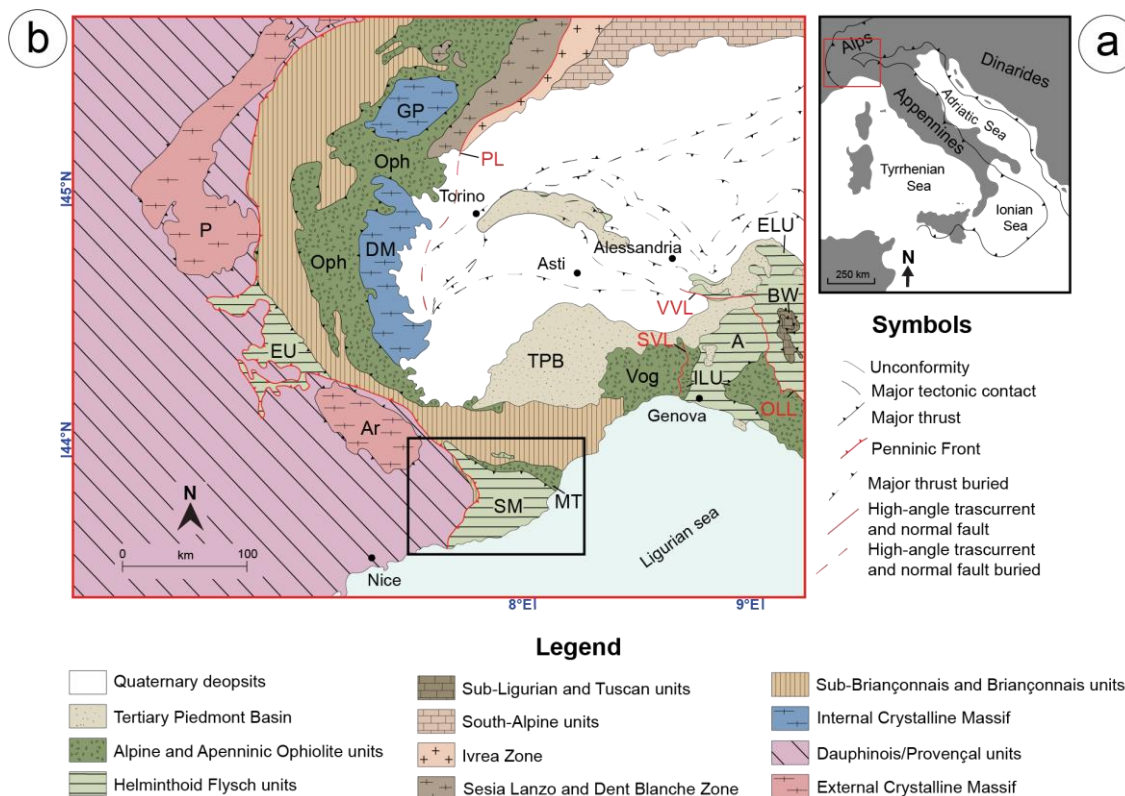 b
a
Alps
Dinarides
Appennines
Adriatic Sea
Tyrrhenian
Sea
Ionian
Sea
N
250 km
GP
Oph
PL
Torino
P
DM
Oph
Alessandria
ELU
Asti
BW
VVL
EU
TPB
SVL
A
Vog
ILU
Genova
OLL
Ar
SM
MT
N
0
100
km
Nice
Ligurian sea
45°N
44°N
8°E
9°E
Symbols
Unconformity
Major tectonic contact
Major thrust
Penninic Front
Major thrust buried
High-angle trascurrent
and normal fault
High-angle trascurrent
and normal fault buried
Legend
Quaternary deopsits
Tertiary Piedmont Basin
Alpine and Apenninic Ophiolite units
Helminthoid Flysch units
Sub-Ligurian and Tuscan units
South-Alpine units
Ivrea Zone
Sesia Lanzo and Dent Blanche Zone
Sub-Briançonnais and Briançonnais units
Internal Crystalline Massif
Dauphinois/Provençal units
External Crystalline Massif